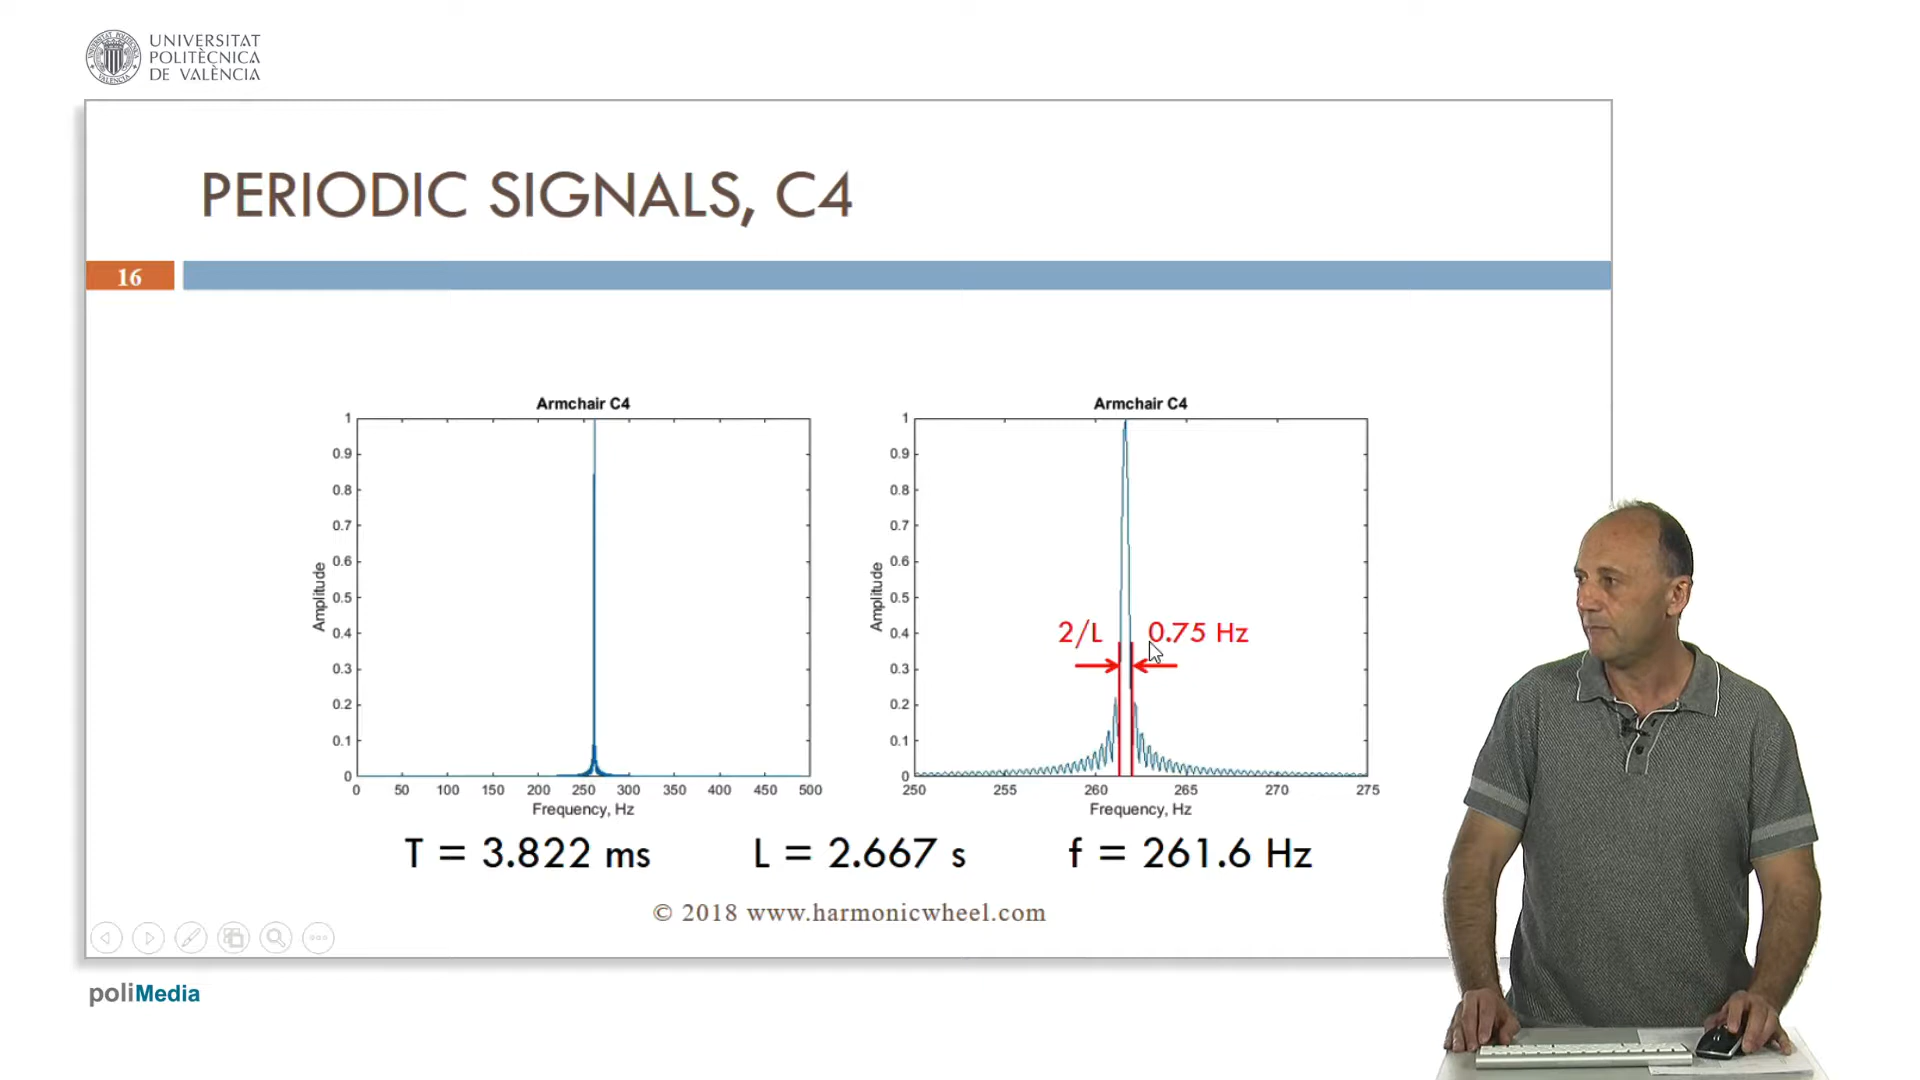 UNIVERSITAT
POLITÈCNICA
DE VALÈNCIA
PERIODIC SIGNALS, C4
16
Armchair C4
1
0.9
0.8
0.7
0.6
0.5
0.4
0.3
0.2
0.1
0
Amplitude
0 50 100 150 200 250 300 350 400 450 500
Frequency, Hz
Armchair C4
1
0.9
0.8
0.7
0.6
0.5
0.4
0.3
0.2
0.1
0
Amplitude
2/L 0.75 Hz
250 255 260 265 270 275
Frequency, Hz
T = 3.822 ms L = 2.667 s f = 261.6 Hz
© 2018 www.harmonicwheel.com
poliMedia